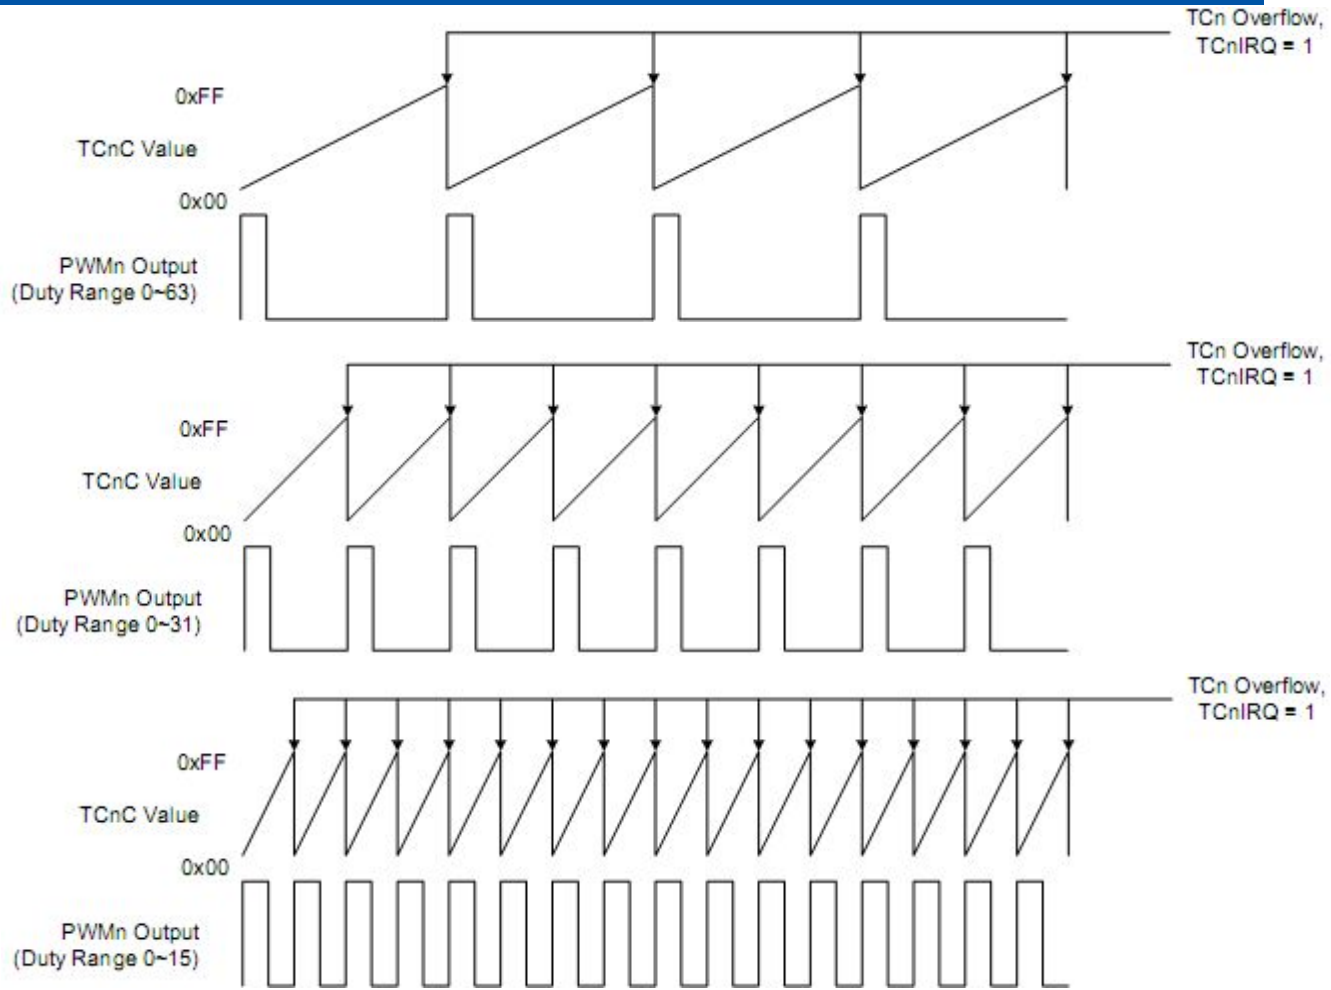 TCn Overflow,
TCnIRQ = 1
0xFF
TCnC Value
0x00
PWMn Output
(Duty Range 0~63)
TCn Overflow,
TCnIRQ = 1
0xFF
TCnC Value
0x00
PWMn Output
(Duty Range 0~31)
TCn Overflow,
TCnIRQ = 1
0xFF
TCnC Value
0x00
PWMn Output
(Duty Range 0~15)